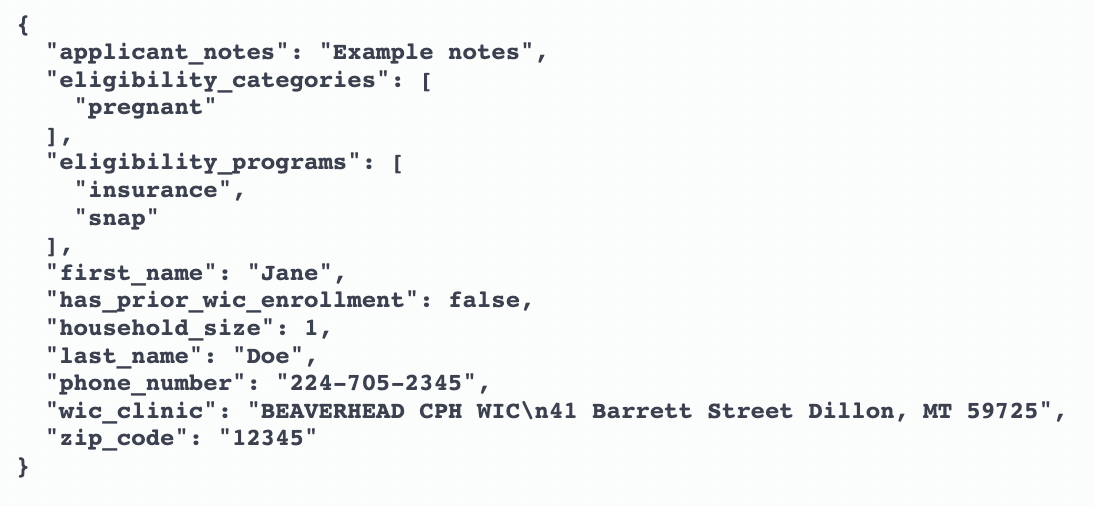 {
  "applicant_notes": "Example notes",
  "eligibility_categories": [
    "pregnant"
  ],
  "eligibility_programs": [
    "insurance",
    "snap"
  ],
  "first_name": "Jane",
  "has_prior_wic_enrollment": false,
  "household_size": 1,
  "last_name": "Doe",
  "phone_number": "224-705-2345",
  "wic_clinic": "BEAVERHEAD CPH WIC\n41 Barrett Street Dillon, MT 59725",
  "zip_code": "12345"
}